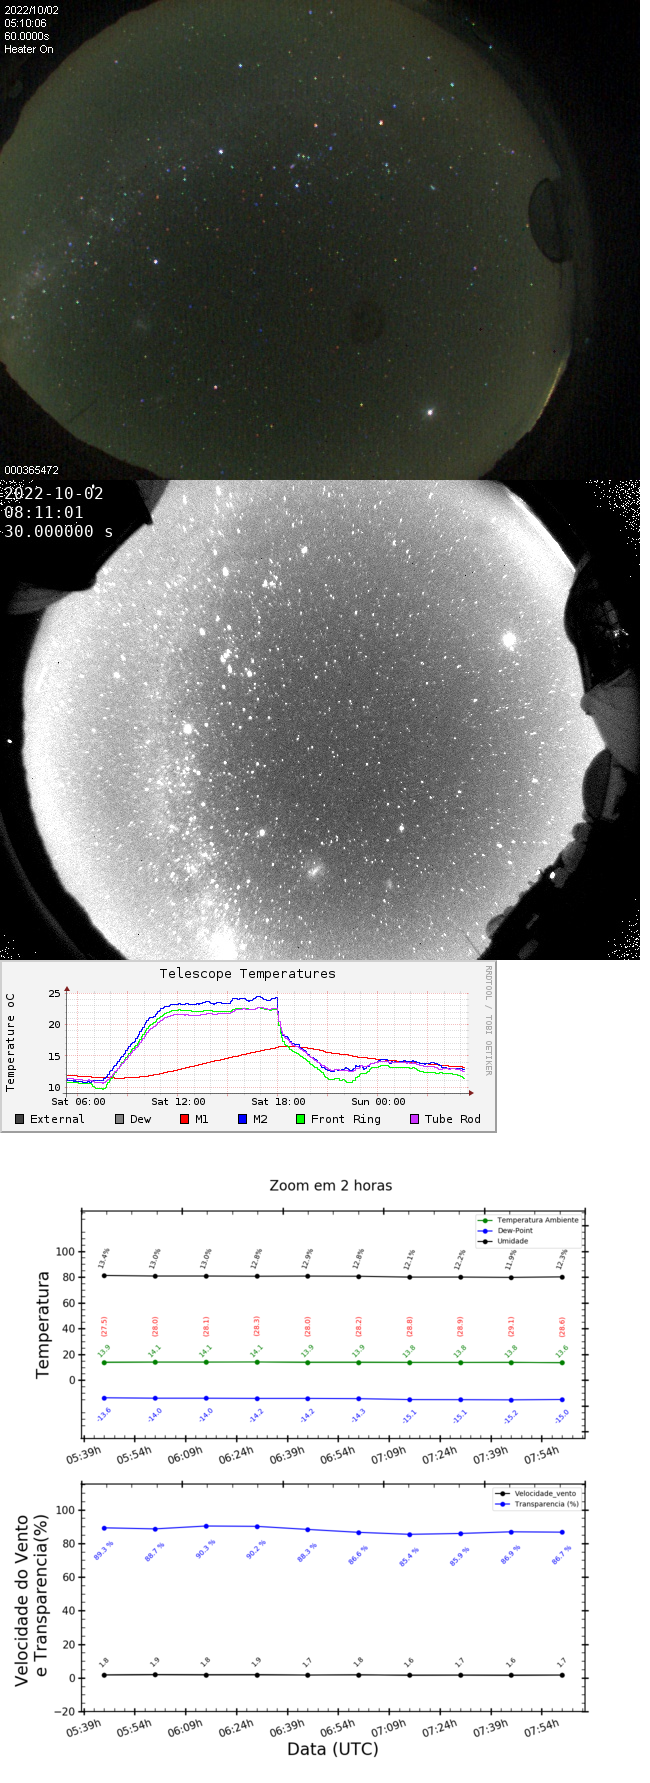 2022/10/02
05:10:06
60.0000s
Heater On
000365472
2022-10-02
08:11:01
30.000000 s
Telescope Temperatures
RRDTOOL / TOBI OETIKER
Temperature oC
25
20
15
10
Sat 06:00 Sat 12:00 Sat 18:00 Sun 00:00
External Dew M1 M2 Front Ring Tube Rod
Zoom em 2 horas
Temperatura Ambiente
Dew-Point
Umidade
Temperatura
100
80
60
40
20
0
13.4% 13.0% 13.0% 12.8% 12.9% 12.8% 12.1% 12.2% 11.9% 12.3%
(27.5) (28.0) (28.1) (28.3) (28.0) (28.2) (28.8) (28.9) (29.1) (28.6)
13.9 14.1 14.1 14.1 13.9 13.9 13.8 13.8 13.8 13.6
-13.6 -14.0 -14.0 -14.2 -14.2 -14.3 -15.1 -15.1 -15.2 -15.0
05:39h 05:54h 06:09h 06:24h 06:39h 06:54h 07:09h 07:24h 07:39h 07:54h
Velocidade_vento
Transparencia (%)
Velocidade do Vento
e Transparencia(%)
100
80
60
40
20
0
−20
89.3 % 88.7 % 90.3 % 90.2 % 88.3 % 86.6 % 85.4 % 85.9 % 86.9 % 86.7 %
1.8 1.9 1.8 1.9 1.7 1.8 1.6 1.7 1.6 1.7
05:39h 05:54h 06:09h 06:24h 06:39h 06:54h 07:09h 07:24h 07:39h 07:54h
Data (UTC)